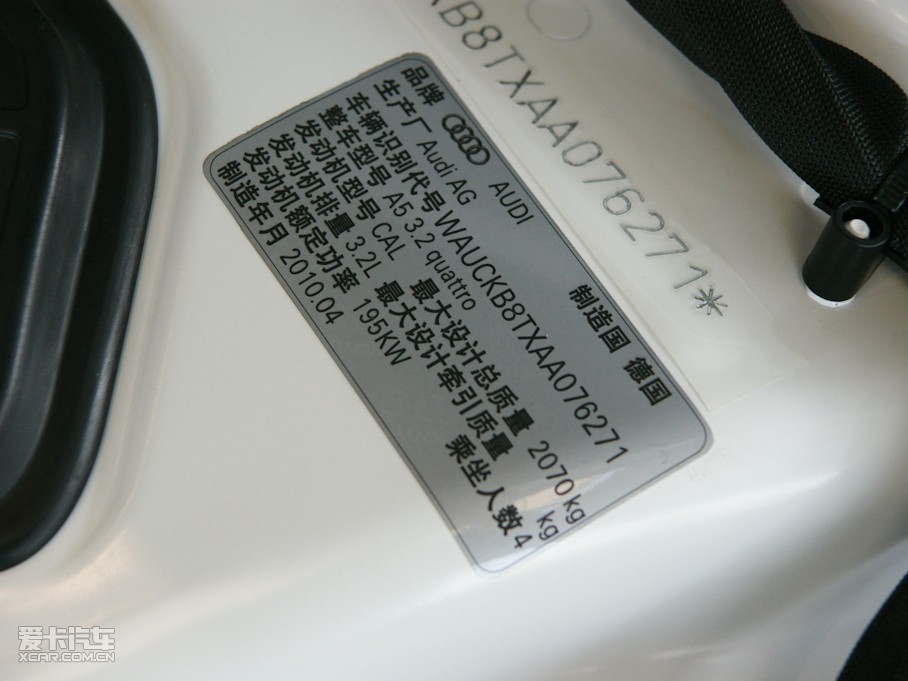 KB8TXAA076271*
品牌 AUDI 制造国 德国
生产厂 Audi AG
车辆识别代号 WAUCKB8TXAA076271
整车型号 A5 3.2 quattro
发动机型号 CAL 最大设计总质量 2070 kg
发动机排量 3.2L 最大设计牵引质量 kg
发动机额定功率 195KW 乘坐人数 4
制造年月 2010.04
爱卡汽车
XCAR.COM.CN